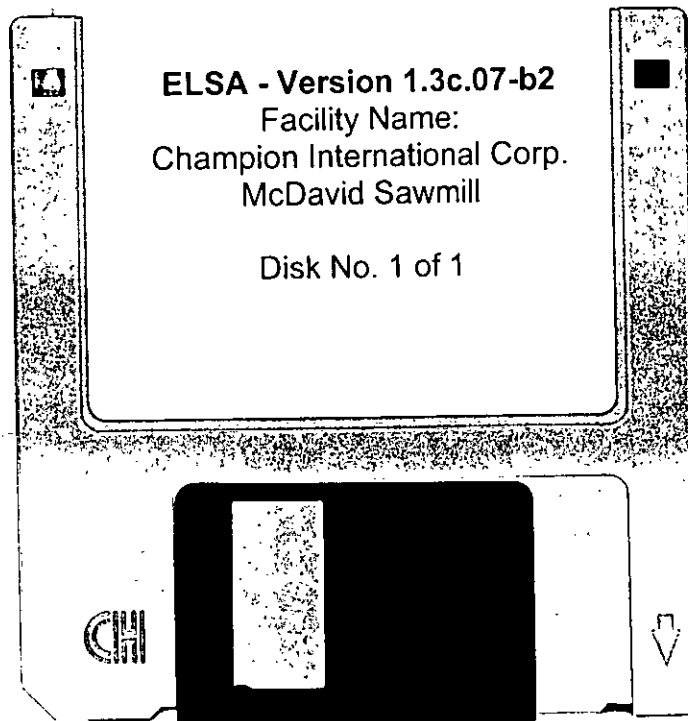 ELSA - Version 1.3c.07-b2
Facility Name:
Champion International Corp.
McDavid Sawmill
Disk No. 1 of 1